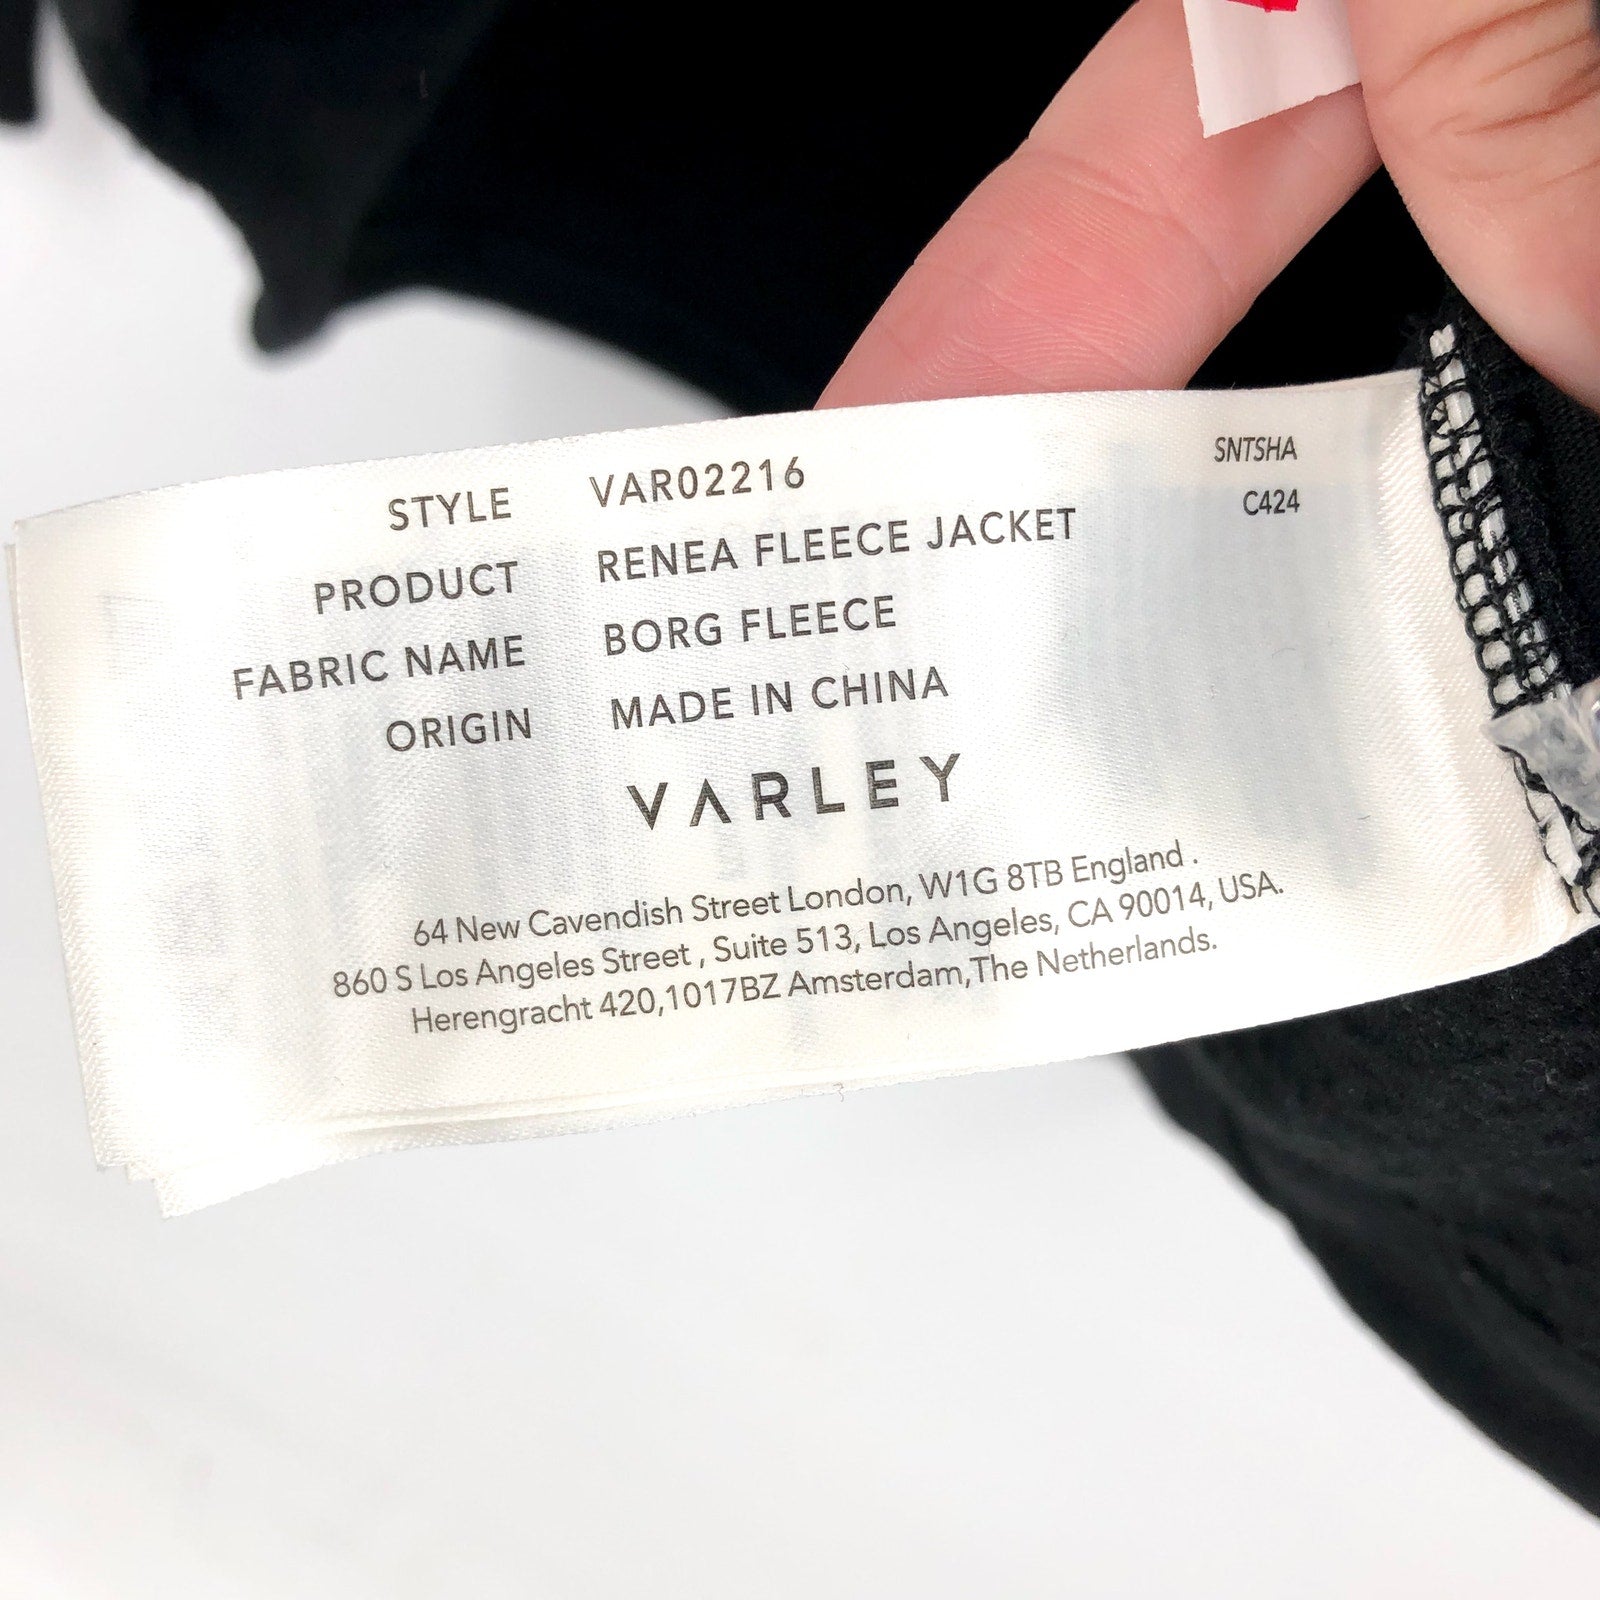 STYLE VAR02216 SNTSHA
PRODUCT RENEA FLEECE JACKET C424
FABRIC NAME BORG FLEECE
ORIGIN MADE IN CHINA
VARLEY
64 New Cavendish Street London, W1G 8TB England .
860 S Los Angeles Street , Suite 513, Los Angeles, CA 90014, USA.
Herengracht 420,1017BZ Amsterdam,The Netherlands.